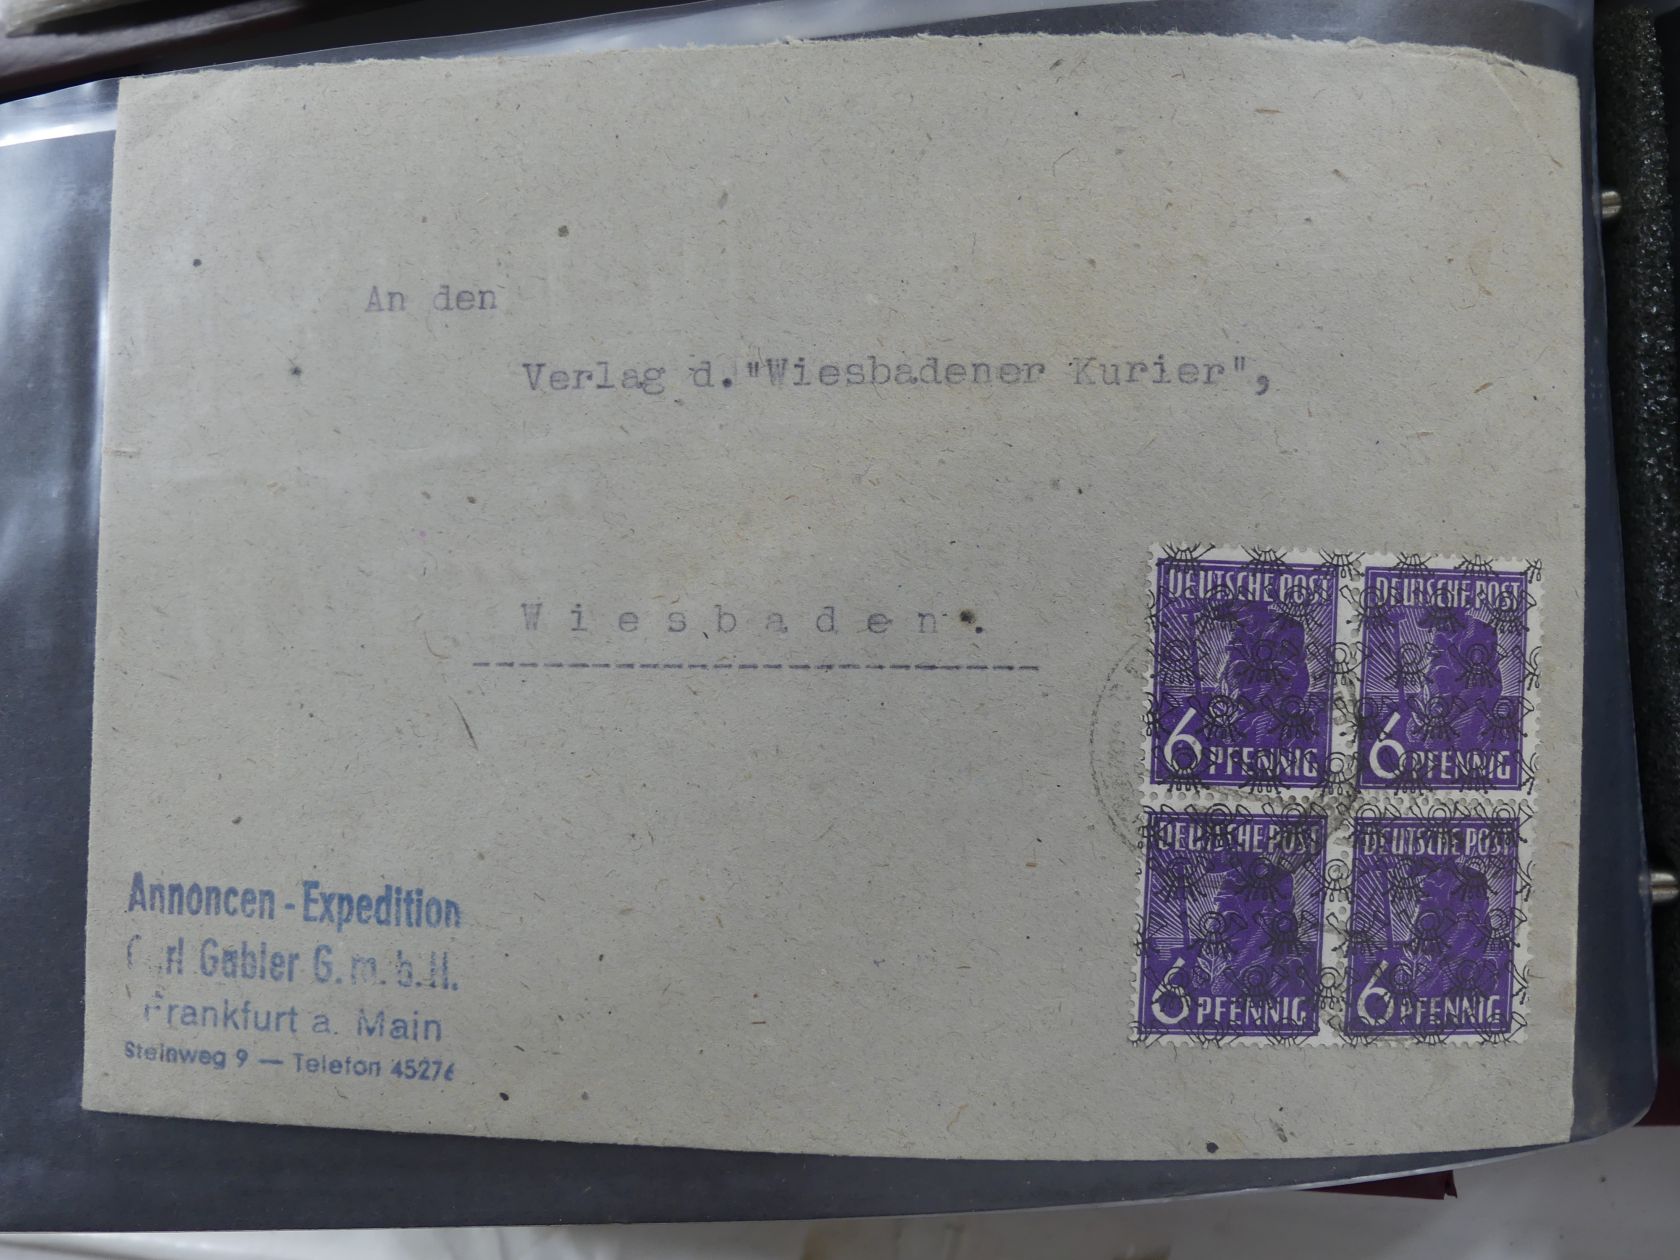 An den
Verlag d."Wiesbadener Kurier",
Wiesbaden.
DEUTSCHE POST
6 PFENNIG
DEUTSCHE POST
6 PFENNIG
DEUTSCHE POST
6 PFENNIG
DEUTSCHE POST
6 PFENNIG
Annoncen-Expedition
Gabler G.m.b.H.
Frankfurt a. Main
Steinweg 9 — Telefon 45276